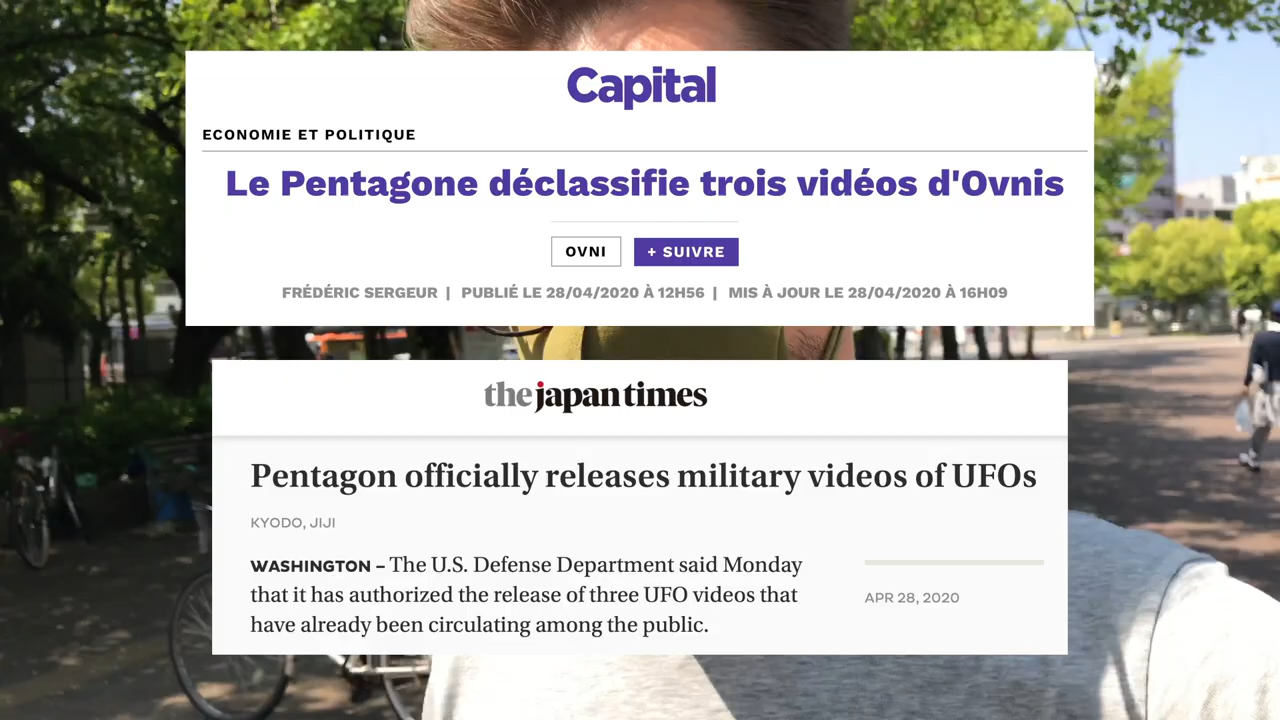 Capital
ECONOMIE ET POLITIQUE
Le Pentagone déclassifie trois vidéos d'Ovnis
OVNI
+ SUIVRE
FRÉDÉRIC SERGEUR | PUBLIÉ LE 28/04/2020 À 12H56 | MIS À JOUR LE 28/04/2020 À 16H09
the japan times
Pentagon officially releases military videos of UFOs
KYODO, JIJI
WASHINGTON – The U.S. Defense Department said Monday
that it has authorized the release of three UFO videos that
have already been circulating among the public.
APR 28, 2020